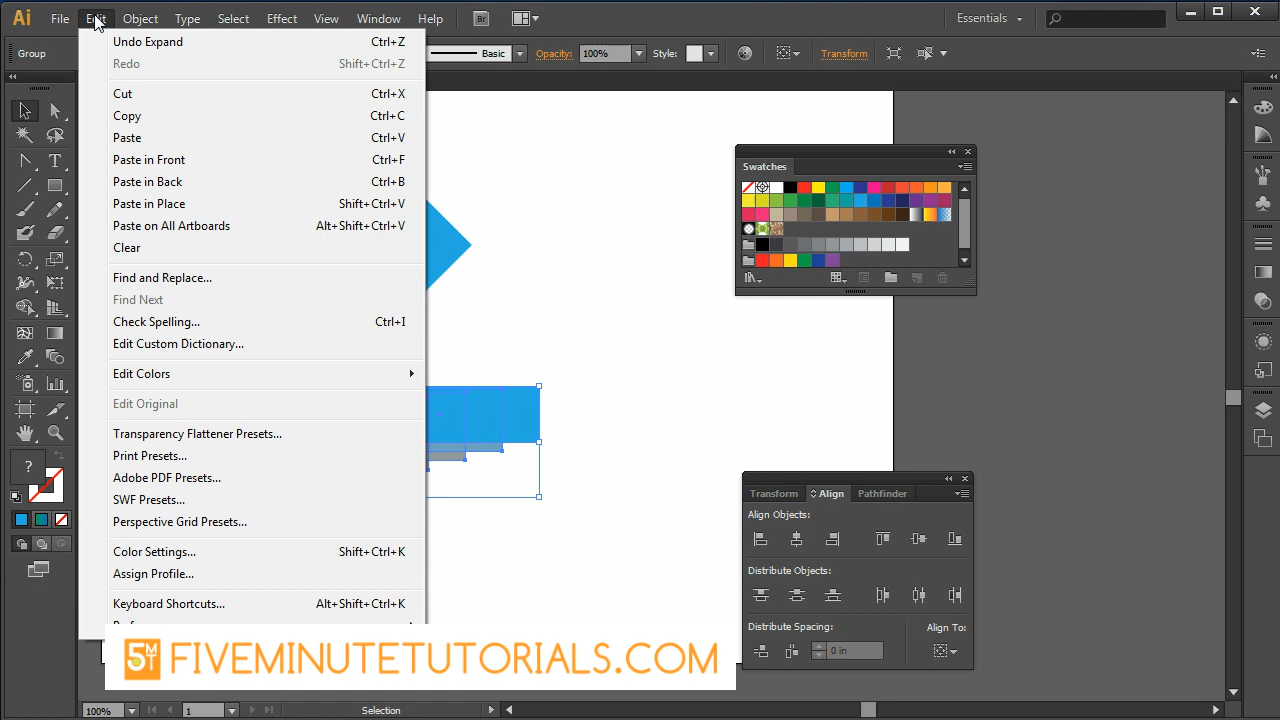 Ai File Edit Object Type Select Effect View Window Help Br Essentials
Group Basic Opacity: 100% Style: Transform
Undo Expand Ctrl+Z
Redo Shift+Ctrl+Z
Cut Ctrl+X
Copy Ctrl+C
Paste Ctrl+V
Paste in Front Ctrl+F
Paste in Back Ctrl+B
Paste in Place Shift+Ctrl+V
Paste on All Artboards Alt+Shift+Ctrl+V
Clear
Find and Replace...
Find Next
Check Spelling... Ctrl+I
Edit Custom Dictionary...
Edit Colors
Edit Original
Transparency Flattener Presets...
Print Presets...
Adobe PDF Presets...
SWF Presets...
Perspective Grid Presets...
Color Settings... Shift+Ctrl+K
Assign Profile...
Keyboard Shortcuts... Alt+Shift+Ctrl+K
?
Swatches
Transform Align Pathfinder
Align Objects:
Distribute Objects:
Distribute Spacing: Align To:
0 in
5MT FIVEMINUTETUTORIALS.COM
100% 1 Selection